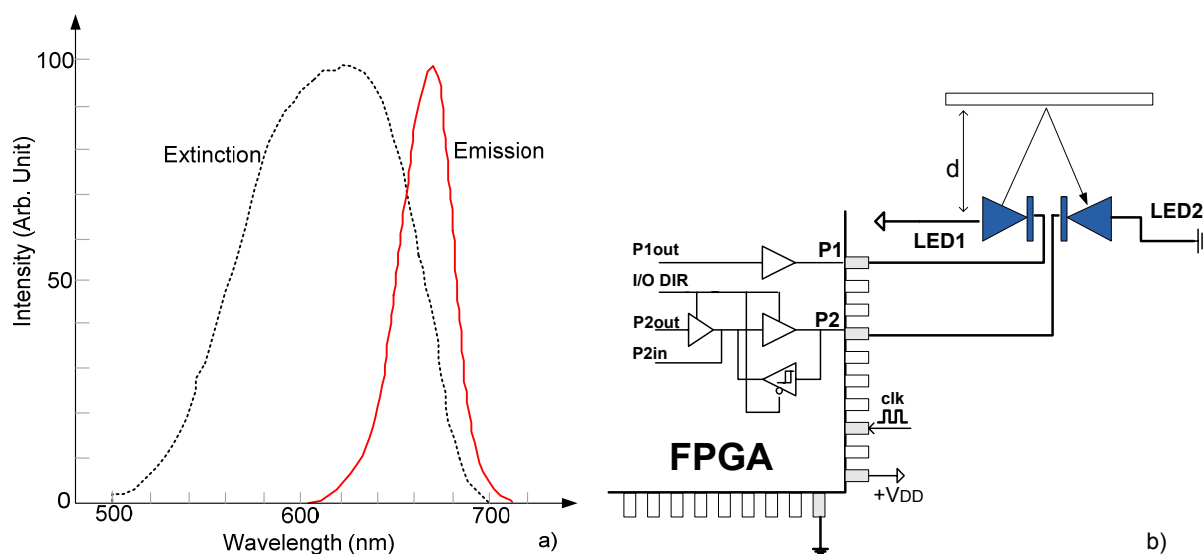 100
Extinction
Emission
50
0
500
600
700
Intensity (Arb. Unit)
Wavelength (nm)
a)
d
LED1
LED2
P1out
P1
I/O DIR
P2out
P2
P2in
clk
FPGA
+VDD
b)